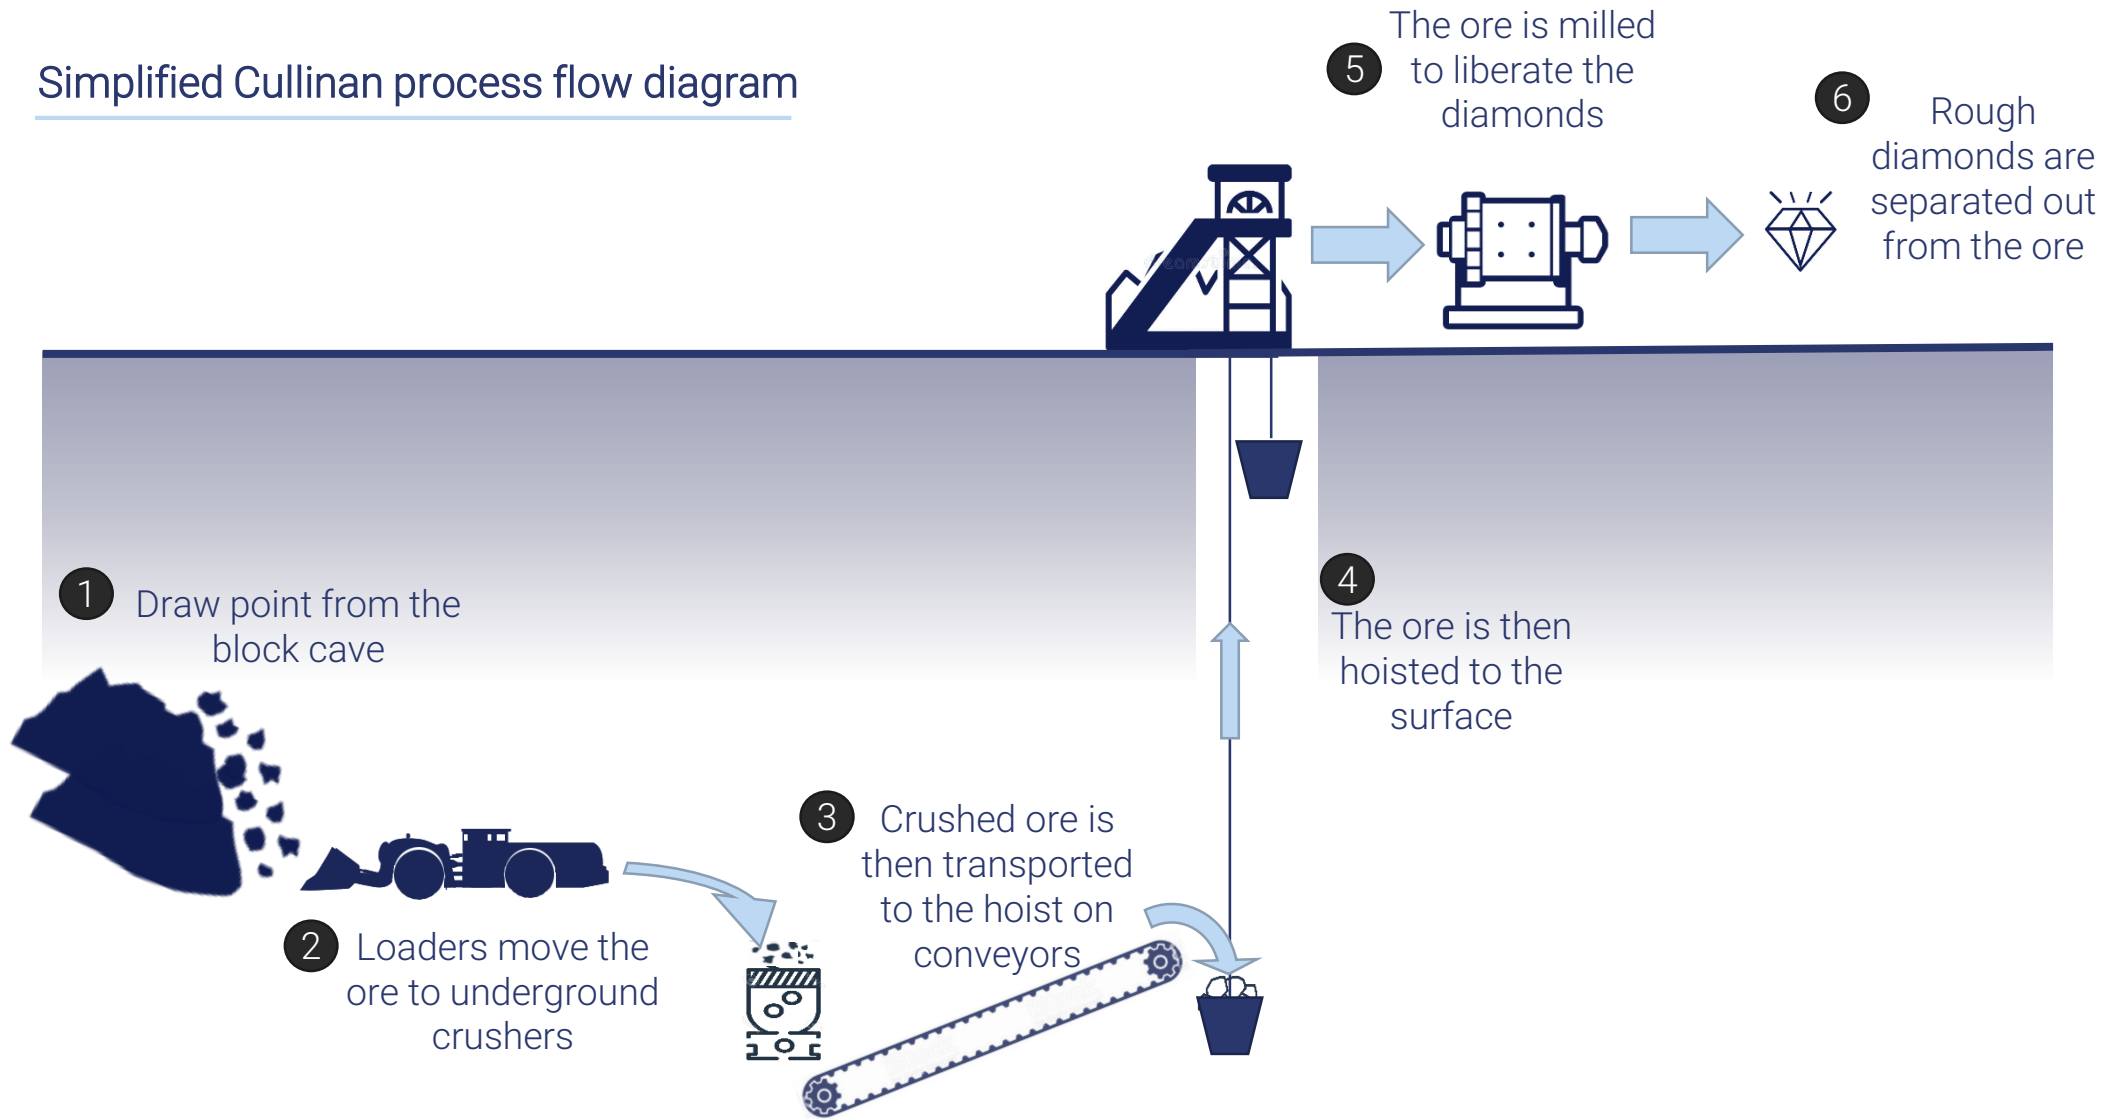 Simplified Cullinan process flow diagram
1
Draw point from the
block cave
2
Loaders move the
ore to underground
crushers
3
Crushed ore is
then transported
to the hoist on
conveyors
4
The ore is then
hoisted to the
surface
5
The ore is milled
to liberate the
diamonds
6
Rough
diamonds are
separated out
from the ore